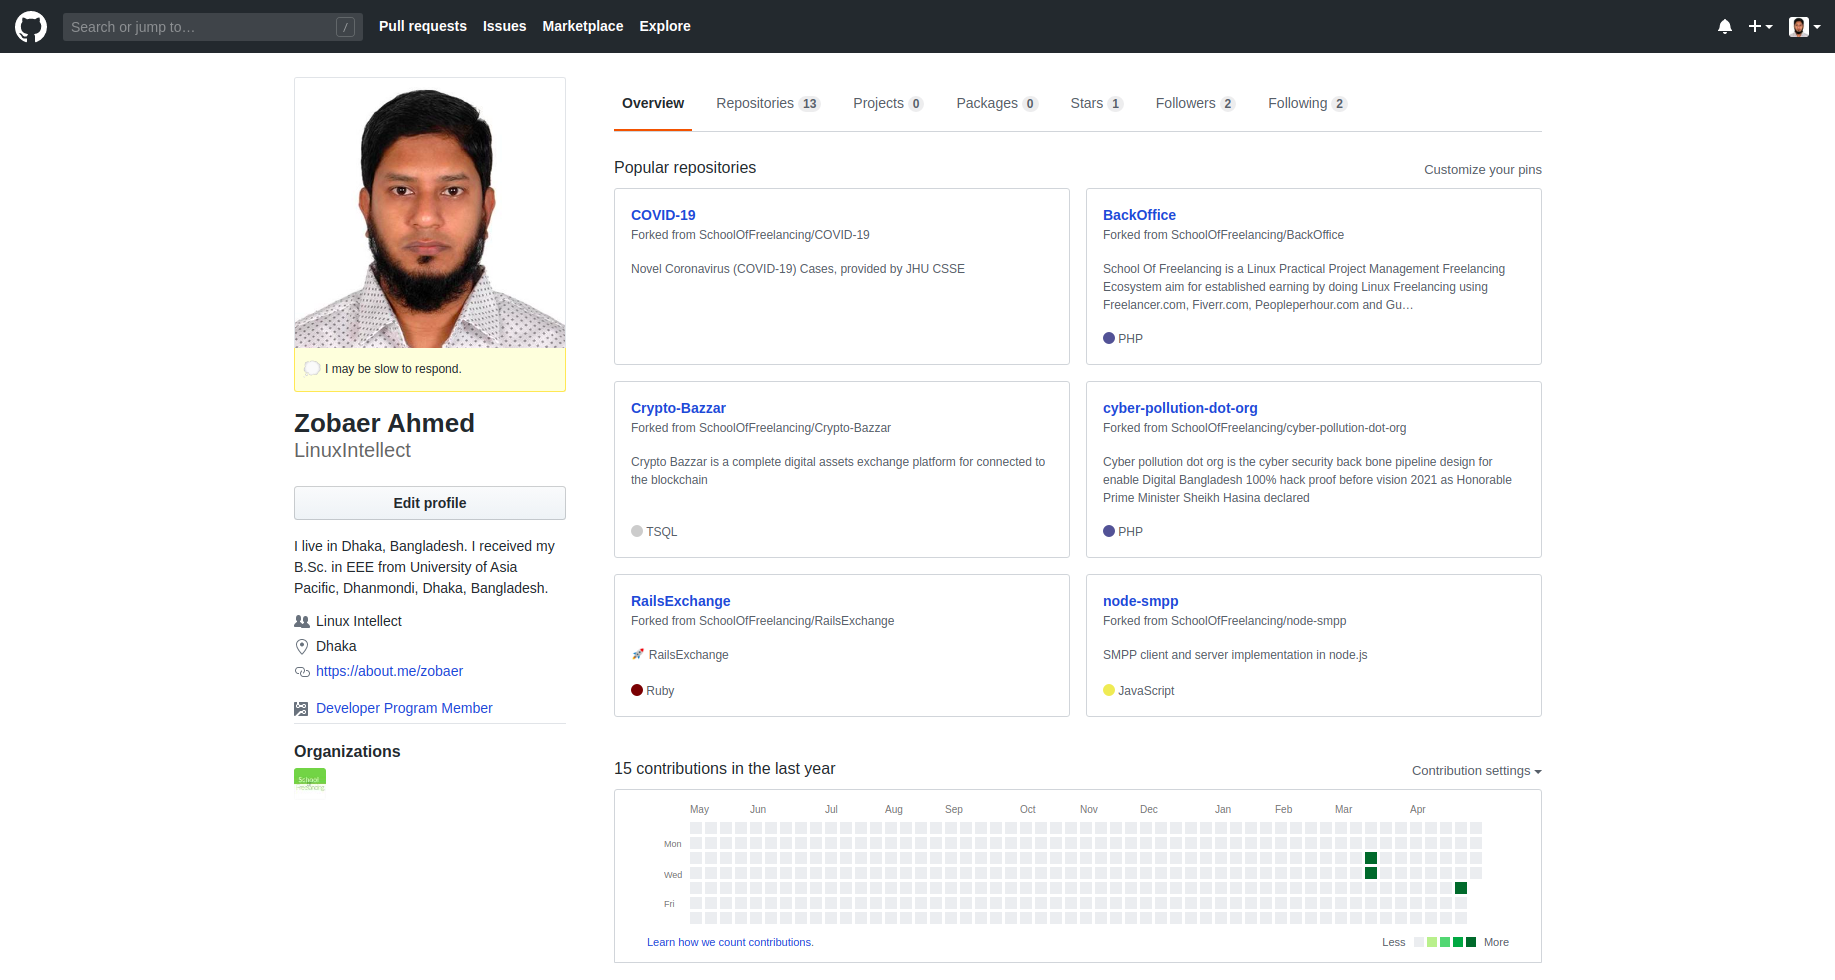 Search or jump to…
/
Pull requests Issues Marketplace Explore
Overview Repositories 13 Projects 0 Packages 0 Stars 1 Followers 2 Following 2
I may be slow to respond.
Zobaer Ahmed
LinuxIntellect
Edit profile
I live in Dhaka, Bangladesh. I received my
B.Sc. in EEE from University of Asia
Pacific, Dhanmondi, Dhaka, Bangladesh.
Linux Intellect
Dhaka
https://about.me/zobaer
Developer Program Member
Organizations
School
Popular repositories
Customize your pins
COVID-19
Forked from SchoolOfFreelancing/COVID-19
Novel Coronavirus (COVID-19) Cases, provided by JHU CSSE
BackOffice
Forked from SchoolOfFreelancing/BackOffice
School Of Freelancing is a Linux Practical Project Management Freelancing
Ecosystem aim for established earning by doing Linux Freelancing using
Freelancer.com, Fiverr.com, Peopleperhour.com and Gu…
PHP
Crypto-Bazzar
Forked from SchoolOfFreelancing/Crypto-Bazzar
Crypto Bazzar is a complete digital assets exchange platform for connected to
the blockchain
TSQL
cyber-pollution-dot-org
Forked from SchoolOfFreelancing/cyber-pollution-dot-org
Cyber pollution dot org is the cyber security back bone pipeline design for
enable Digital Bangladesh 100% hack proof before vision 2021 as Honorable
Prime Minister Sheikh Hasina declared
PHP
RailsExchange
Forked from SchoolOfFreelancing/RailsExchange
🚀 RailsExchange
Ruby
node-smpp
Forked from SchoolOfFreelancing/node-smpp
SMPP client and server implementation in node.js
JavaScript
15 contributions in the last year
Contribution settings
May Jun Jul Aug Sep Oct Nov Dec Jan Feb Mar Apr
Mon
Wed
Fri
Learn how we count contributions.
Less More